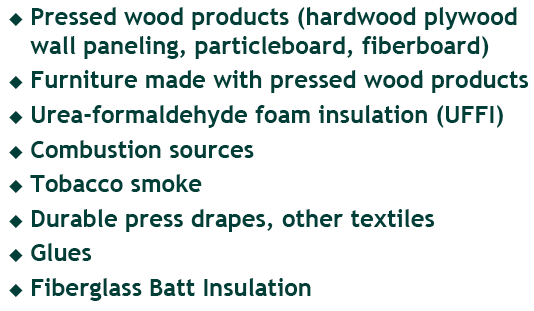 ◆ Pressed wood products (hardwood plywood
wall paneling, particleboard, fiberboard)
◆ Furniture made with pressed wood products
◆ Urea-formaldehyde foam insulation (UFFI)
◆ Combustion sources
◆ Tobacco smoke
◆ Durable press drapes, other textiles
◆ Glues
◆ Fiberglass Batt Insulation